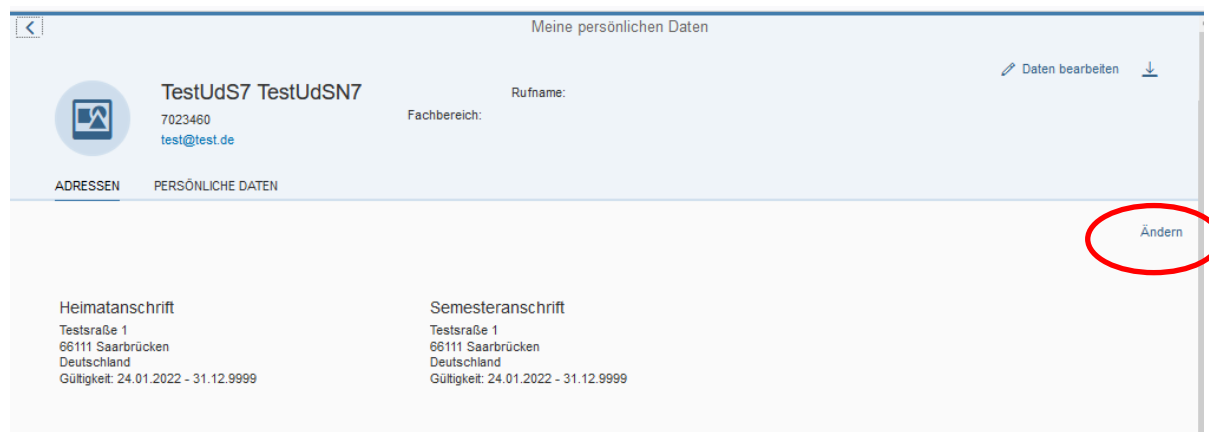 Meine persönlichen Daten
Daten bearbeiten
TestUdS7 TestUdSN7
Rufname:
7023460
Fachbereich:
test@test.de
ADRESSEN PERSÖNLICHE DATEN
Ändern
Heimatanschrift
Testsraße 1
66111 Saarbrücken
Deutschland
Gültigkeit: 24.01.2022 - 31.12.9999
Semesteranschrift
Testsraße 1
66111 Saarbrücken
Deutschland
Gültigkeit: 24.01.2022 - 31.12.9999